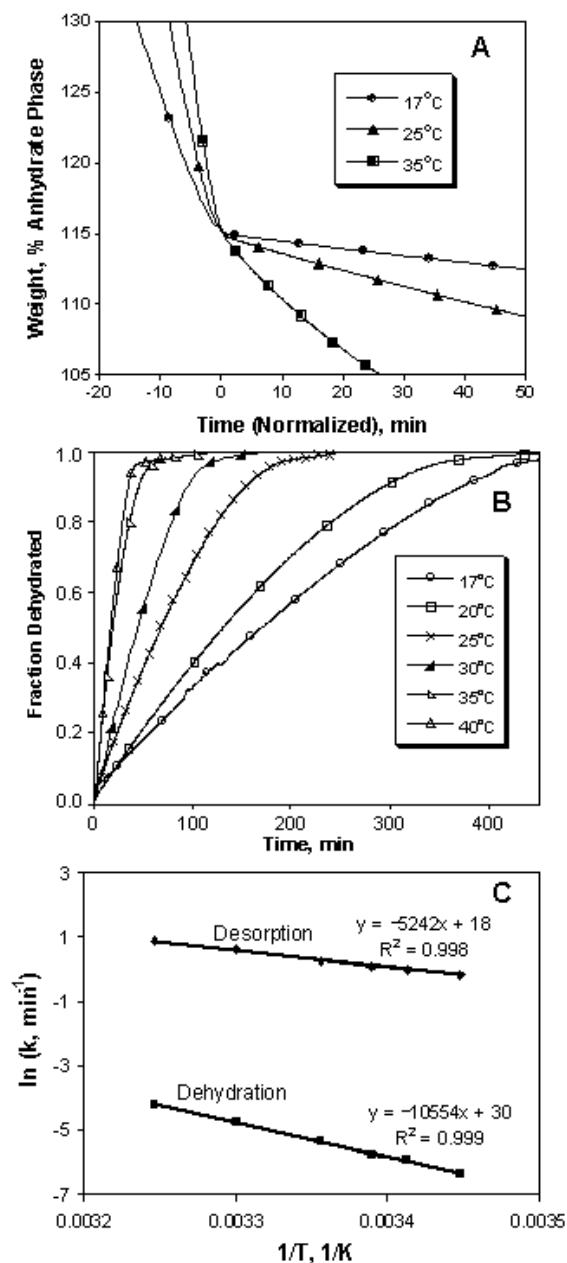 130
125
120
115
110
105
Weight, % Anhydrate Phase
A
17°C
25°C
35°C
-20 -10 0 10 20 30 40 50
Time (Normalized), min
1.0
0.8
0.6
0.4
0.2
0.0
Fraction Dehydrated
B
17°C
20°C
25°C
30°C
35°C
40°C
0 100 200 300 400
Time, min
3
1
-1
-3
-5
-7
ln (k, min⁻¹)
C
Desorption
y = −5242x + 18
R² = 0.998
Dehydration
y = −10554x + 30
R² = 0.999
0.0032 0.0033 0.0034 0.0035
1/T, 1/K